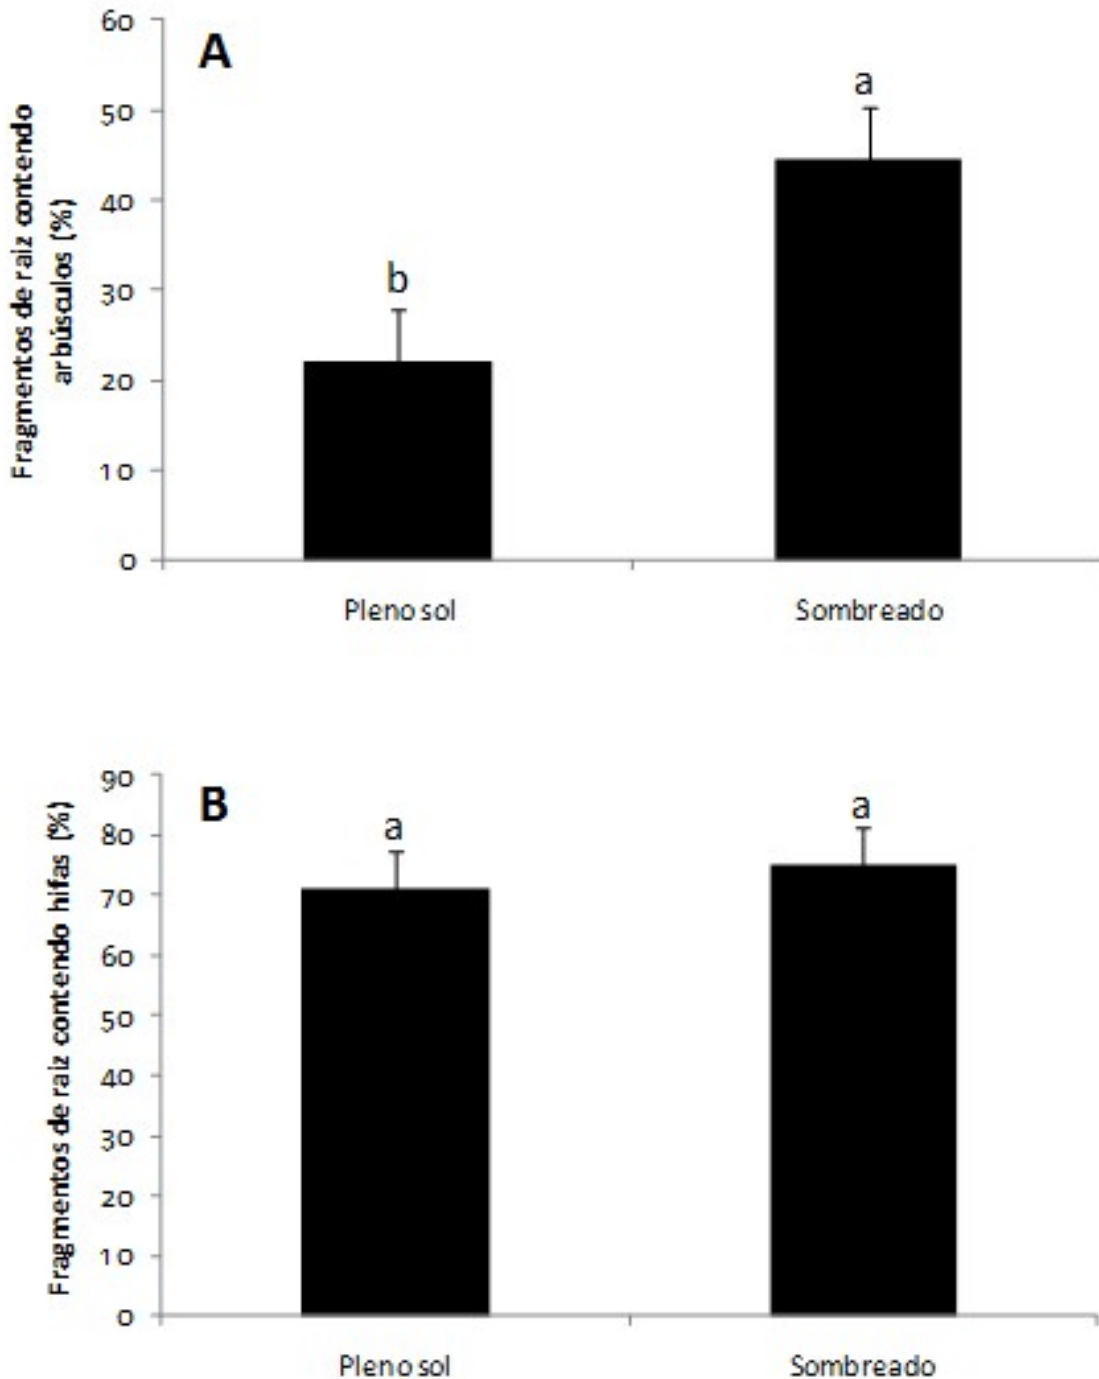 A
Fragmentos de raiz contendo
arbúsculos (%)
60
50
40
30
20
10
0
b
a
Pleno sol
Sombreado
B
Fragmentos de raiz contendo hifas (%)
90
80
70
60
50
40
30
20
10
0
a
a
Pleno sol
Sombreado